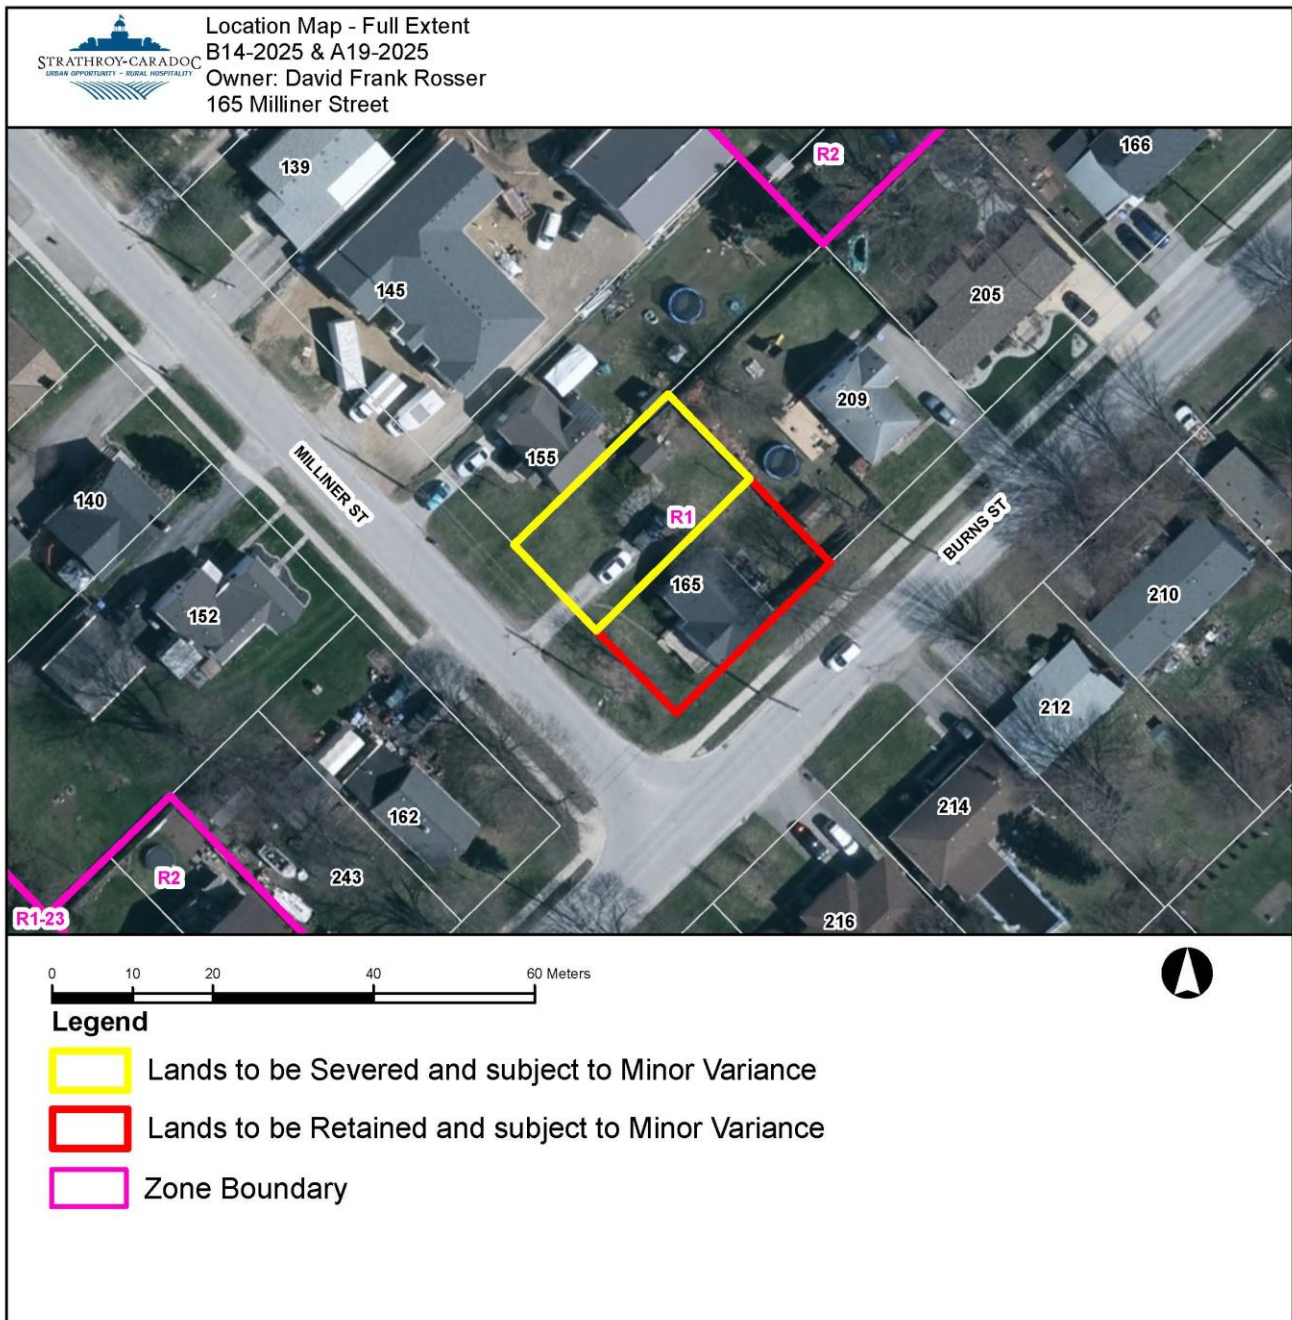 STRATHROY-CARADOC
URBAN OPPORTUNITY ~ RURAL HOSPITALITY
Location Map - Full Extent
B14-2025 & A19-2025
Owner: David Frank Rosser
165 Milliner Street
139
R2
166
145
205
209
155
MILLINER ST
140
R1
BURNS ST
165
210
152
212
162
214
R2
243
R1-23
216
0 10 20 40 60 Meters
Legend
Lands to be Severed and subject to Minor Variance
Lands to be Retained and subject to Minor Variance
Zone Boundary